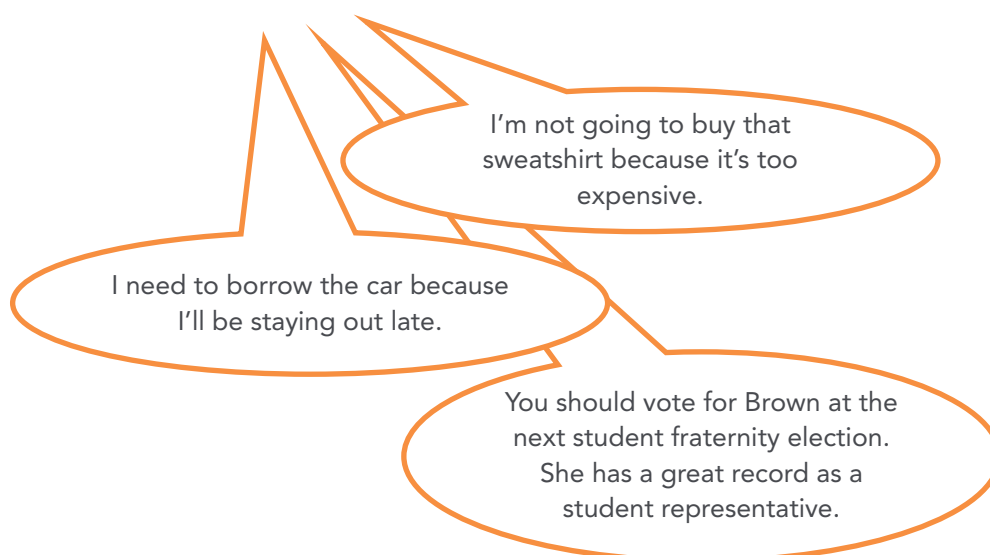 I'm not going to buy that
sweatshirt because it's too
expensive.
I need to borrow the car because
I'll be staying out late.
You should vote for Brown at the
next student fraternity election.
She has a great record as a
student representative.